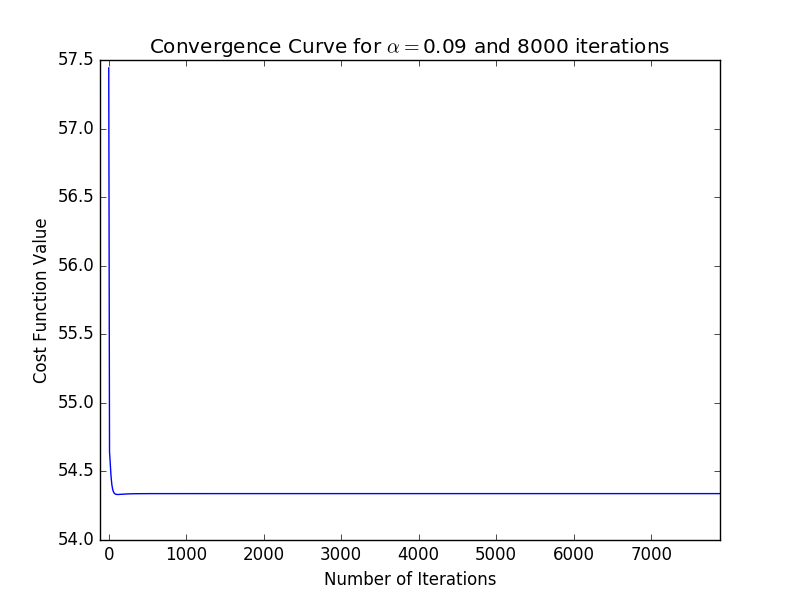 Convergence Curve for α = 0.09 and 8000 iterations
57.5
57.0
56.5
56.0
55.5
55.0
54.5
54.0
Cost Function Value
0 1000 2000 3000 4000 5000 6000 7000
Number of Iterations